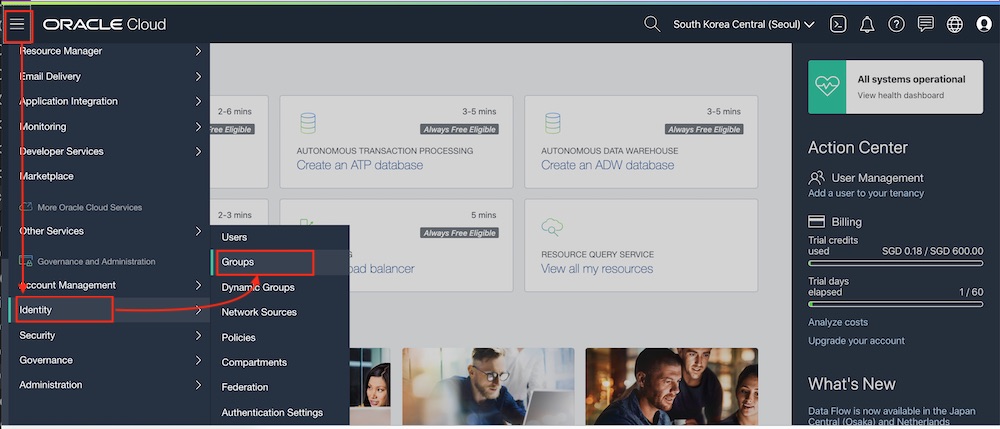 ORACLE Cloud
South Korea Central (Seoul)
Resource Manager
Email Delivery
Application Integration
Monitoring
Developer Services
Marketplace
More Oracle Cloud Services
Other Services
Governance and Administration
Account Management
Identity
Security
Governance
Administration
Users
Groups
Dynamic Groups
Network Sources
Policies
Compartments
Federation
Authentication Settings
2-6 mins
Free Eligible
3-5 mins
Always Free Eligible
AUTONOMOUS TRANSACTION PROCESSING
Create an ATP database
3-5 mins
Always Free Eligible
AUTONOMOUS DATA WAREHOUSE
Create an ADW database
2-3 mins
5 mins
Always Free Eligible
balancer
RESOURCE QUERY SERVICE
View all my resources
All systems operational
View health dashboard
Action Center
User Management
Add a user to your tenancy
Billing
Trial credits
used SGD 0.18 / SGD 600.00
Trial days
elapsed 1 / 60
Analyze costs
Upgrade your account
What's New
Data Flow is now available in the Japan
Central (Osaka) and Netherlands